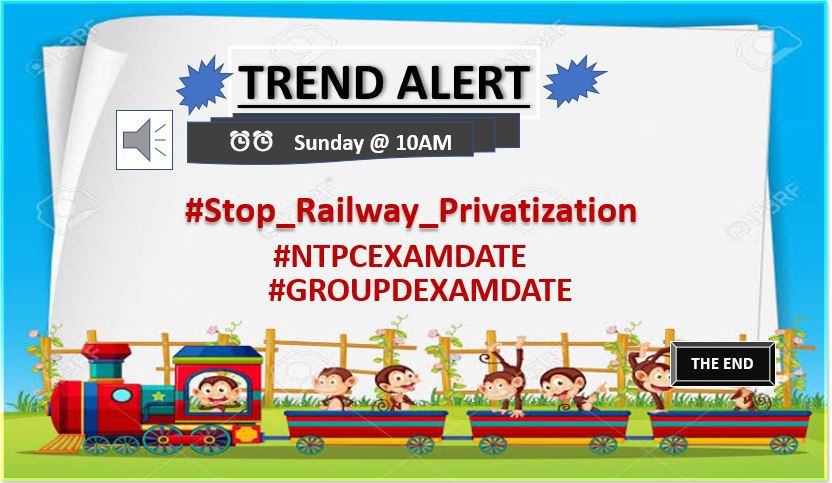 TREND ALERT
Sunday @ 10AM
#Stop_Railway_Privatization
#NTPCEXAMDATE
#GROUPDEXAMDATE
THE END